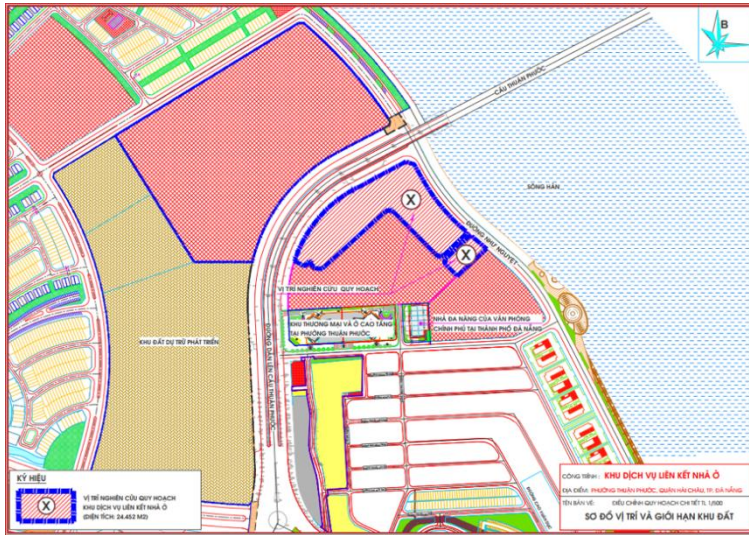 B
CẦU THUẬN PHƯỚC
SÔNG HÀN
ĐƯỜNG NHƯ NGUYỆT
X
X
VỊ TRÍ NGHIÊN CỨU QUY HOẠCH
KHU THƯƠNG MẠI VÀ Ở CAO TẦNG
TẠI PHƯỜNG THUẬN PHƯỚC
NHÀ ĐA NĂNG CỦA VĂN PHÒNG
CHÍNH PHỦ TẠI THÀNH PHỐ ĐÀ NẴNG
KHU ĐẤT DỰ TRỮ PHÁT TRIỂN
ĐƯỜNG DẪN LÊN CẦU THUẬN PHƯỚC
KÝ HIỆU
X
VỊ TRÍ NGHIÊN CỨU QUY HOẠCH
KHU DỊCH VỤ LIÊN KẾT NHÀ Ở
(DIỆN TÍCH: 24.452 M2)
CÔNG TRÌNH: KHU DỊCH VỤ LIÊN KẾT NHÀ Ở
ĐỊA ĐIỂM: PHƯỜNG THUẬN PHƯỚC, QUẬN HẢI CHÂU, TP. ĐÀ NẴNG
TÊN BẢN VẼ: ĐIỀU CHỈNH QUY HOẠCH CHI TIẾT TL 1/500
SƠ ĐỒ VỊ TRÍ VÀ GIỚI HẠN KHU ĐẤT